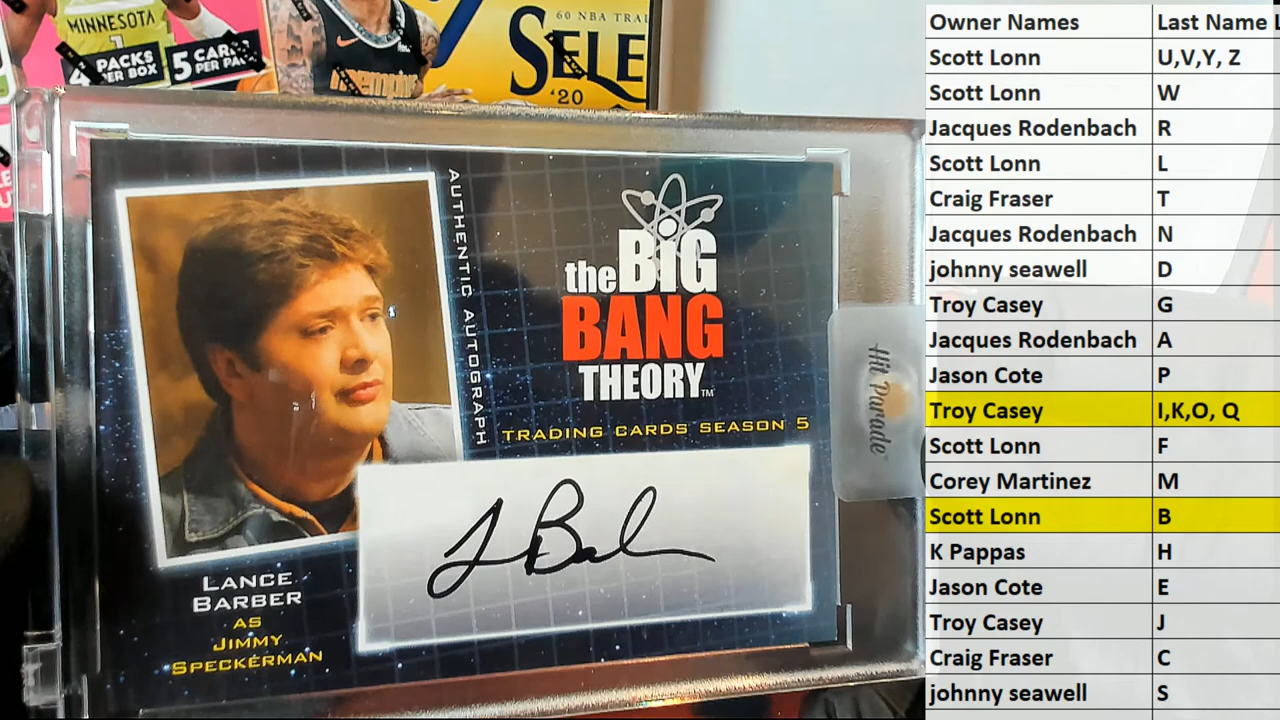 MINNESOTA
1
PACKS
PER BOX
5 CARDS
PER PACK
60 NBA TRA
SELE
'20
AUTHENTIC AUTOGRAPH
the BIG
BANG
THEORY™
TRADING CARDS SEASON 5
L Bar
LANCE
BARBER
AS
JIMMY
SPECKERMAN
Hit Parade
Owner Names Last Name L
Scott Lonn U,V,Y, Z
Scott Lonn W
Jacques Rodenbach R
Scott Lonn L
Craig Fraser T
Jacques Rodenbach N
johnny seawell D
Troy Casey G
Jacques Rodenbach A
Jason Cote P
Troy Casey I,K,O, Q
Scott Lonn F
Corey Martinez M
Scott Lonn B
K Pappas H
Jason Cote E
Troy Casey J
Craig Fraser C
johnny seawell S